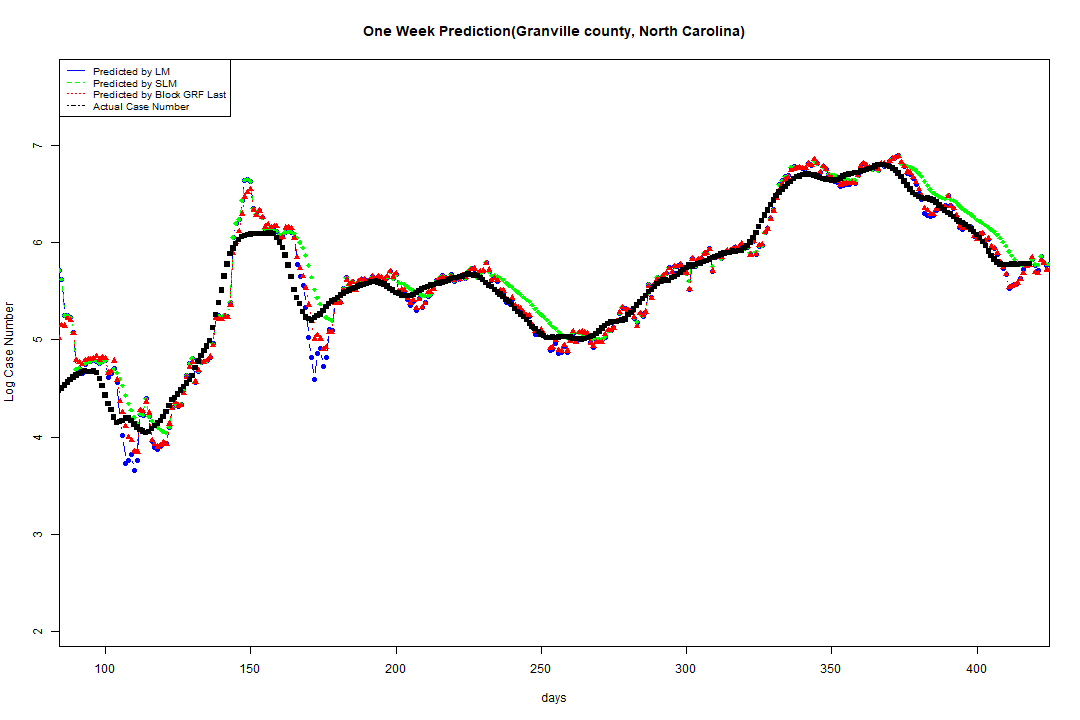 One Week Prediction(Granville county, North Carolina)
Predicted by LM
Predicted by SLM
Predicted by Block GRF Last
Actual Case Number
7
6
5
4
3
2
Log Case Number
100 150 200 250 300 350 400
days